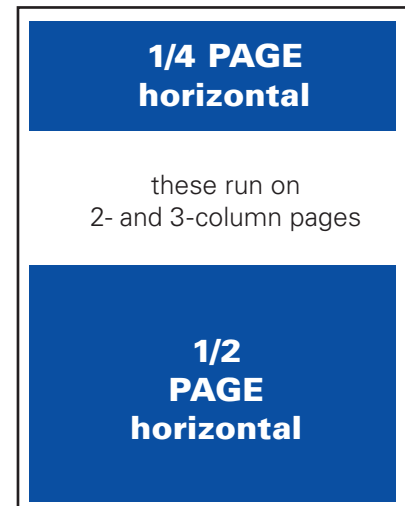 1/4 PAGE
horizontal
these run on
2- and 3-column pages
1/2
PAGE
horizontal